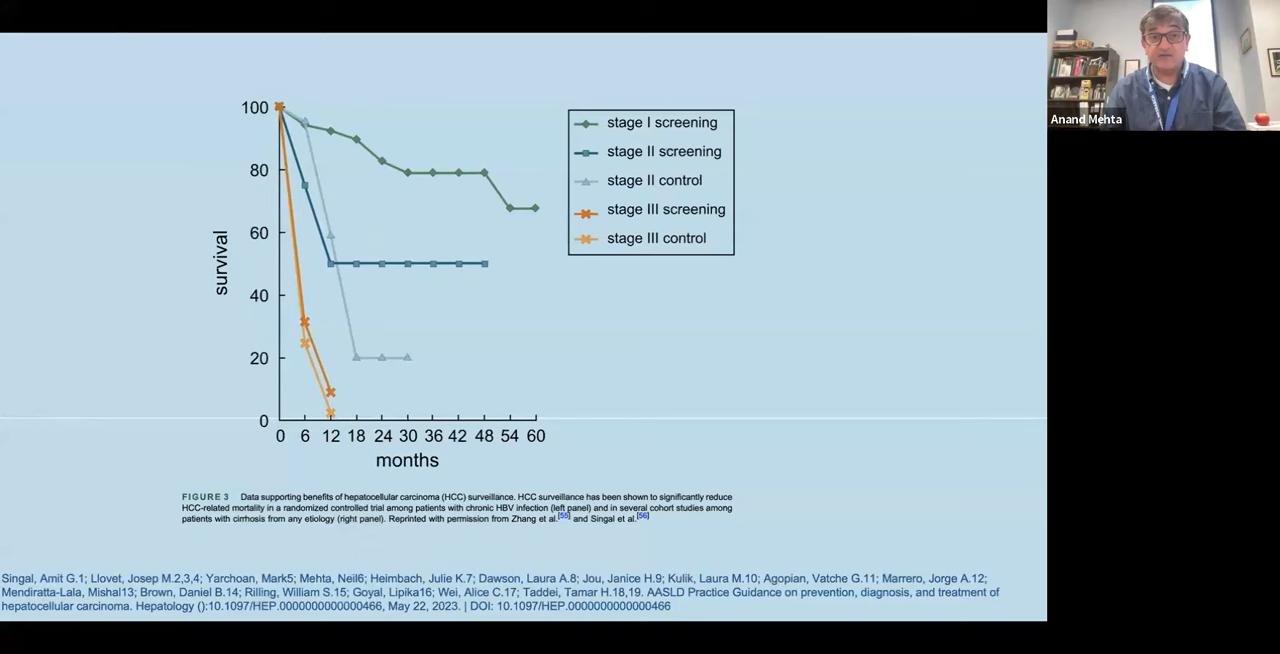 100
80
60
40
20
0
survival
0 6 12 18 24 30 36 42 48 54 60
months
stage I screening
stage II screening
stage II control
stage III screening
stage III control
FIGURE 3 Data supporting benefits of hepatocellular carcinoma (HCC) surveillance. HCC surveillance has been shown to significantly reduce
HCC-related mortality in a randomized controlled trial among patients with chronic HBV infection (left panel) and in several cohort studies among
patients with cirrhosis from any etiology (right panel). Reprinted with permission from Zhang et al.[55] and Singal et al.[56]
Singal, Amit G.1; Llovet, Josep M.2,3,4; Yarchoan, Mark5; Mehta, Neil6; Heimbach, Julie K.7; Dawson, Laura A.8; Jou, Janice H.9; Kulik, Laura M.10; Agopian, Vatche G.11; Marrero, Jorge A.12;
Mendiratta-Lala, Mishal13; Brown, Daniel B.14; Rilling, William S.15; Goyal, Lipika16; Wei, Alice C.17; Taddei, Tamar H.18,19. AASLD Practice Guidance on prevention, diagnosis, and treatment of
hepatocellular carcinoma. Hepatology ():10.1097/HEP.0000000000000466, May 22, 2023. | DOI: 10.1097/HEP.0000000000000466
Anand Mehta